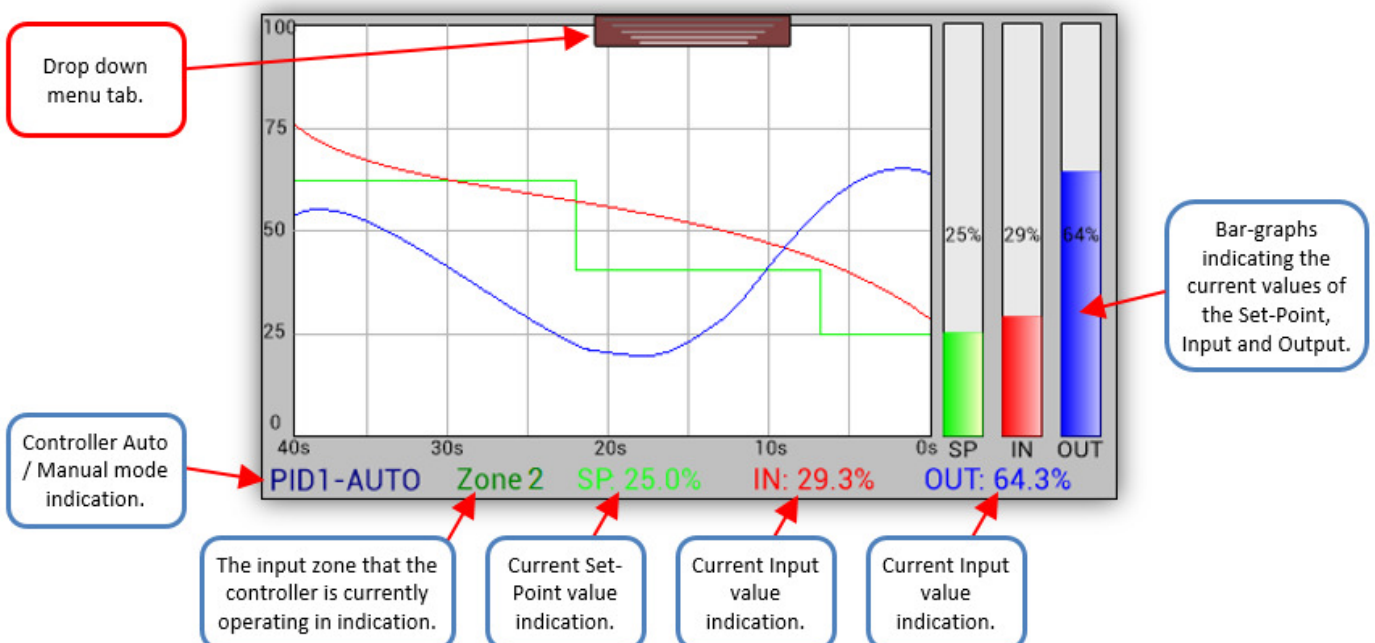 Drop down
menu tab.
100
75
50
25
0
40s 30s 20s 10s 0s
25% 29% 64%
SP IN OUT
PID1-AUTO Zone 2 SP: 25.0% IN: 29.3% OUT: 64.3%
Bar-graphs
indicating the
current values of
the Set-Point,
Input and Output.
Controller Auto
/ Manual mode
indication.
The input zone that the
controller is currently
operating in indication.
Current Set-
Point value
indication.
Current Input
value
indication.
Current Input
value
indication.